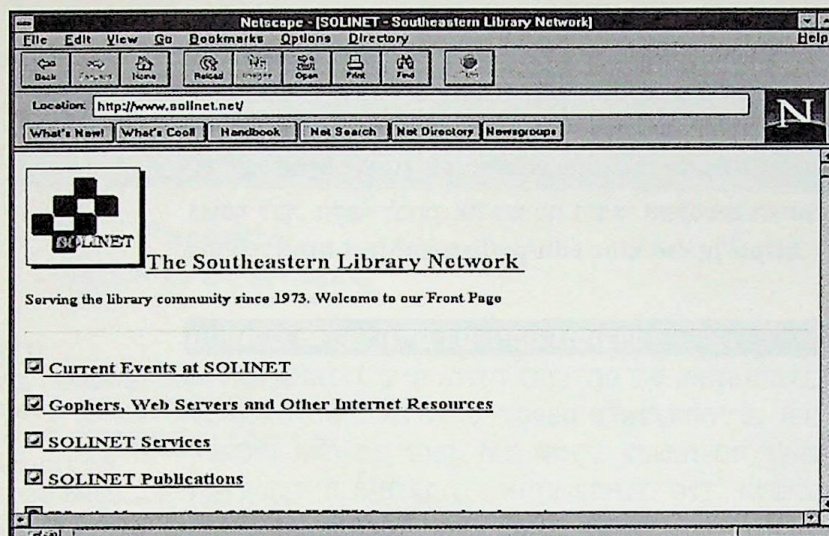 Netscape - [SOLINET - Southeastern Library Network]
File Edit View Go Bookmarks Options Directory Help
Back Forward Home Reload Images Open Print Find Stop
Location: http://www.solinet.net/
What's New! What's Cool! Handbook Net Search Net Directory Newsgroups
N
SOLINET
The Southeastern Library Network
Serving the library community since 1973. Welcome to our Front Page
Current Events at SOLINET
Gophers, Web Servers and Other Internet Resources
SOLINET Services
SOLINET Publications